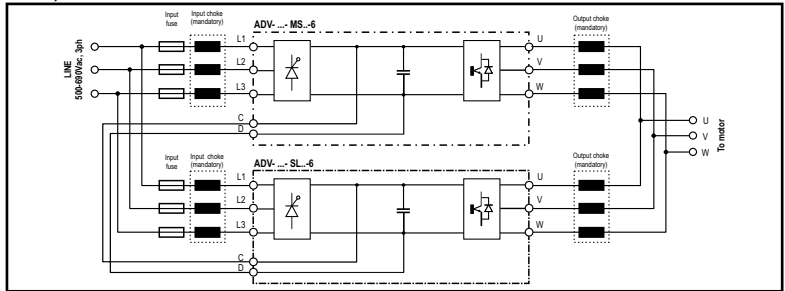 Input
fuse
Input choke
(mandatory)
ADV- ...- MS..-6
Output choke
(mandatory)
LINE
500-690Vac, 3ph
L1
L2
L3
C
D
U
V
W
U
V
W
To motor
Input
fuse
Input choke
(mandatory)
ADV- ...- SL..-6
Output choke
(mandatory)
L1
L2
L3
C
D
U
V
W